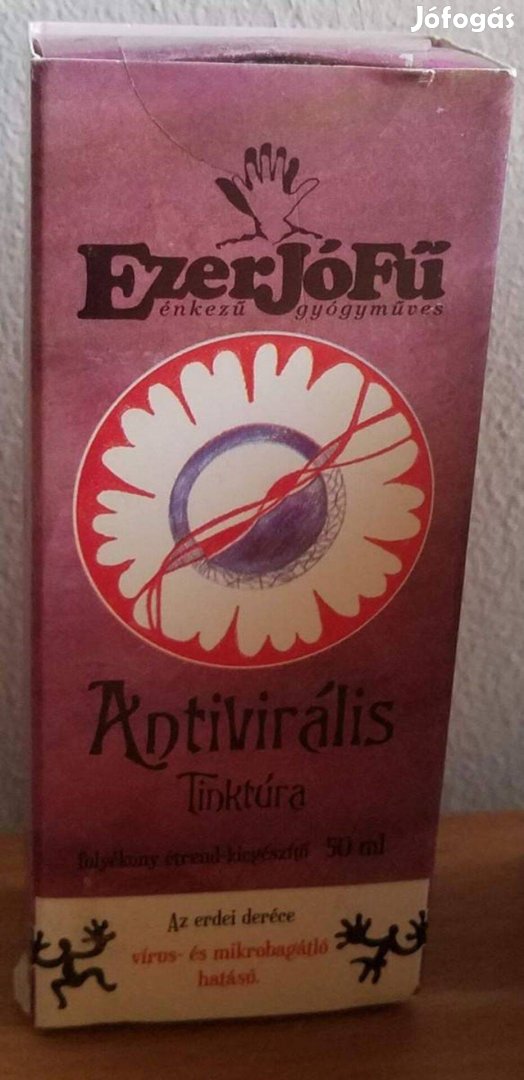 Jófogás
EzerJóFű
énkezű gyógyműves
Antivirális
Tinktúra
folyékony étrend-kiegészítő 50 ml
Az erdei deréce
vírus- és mikrobagátló
hatású.